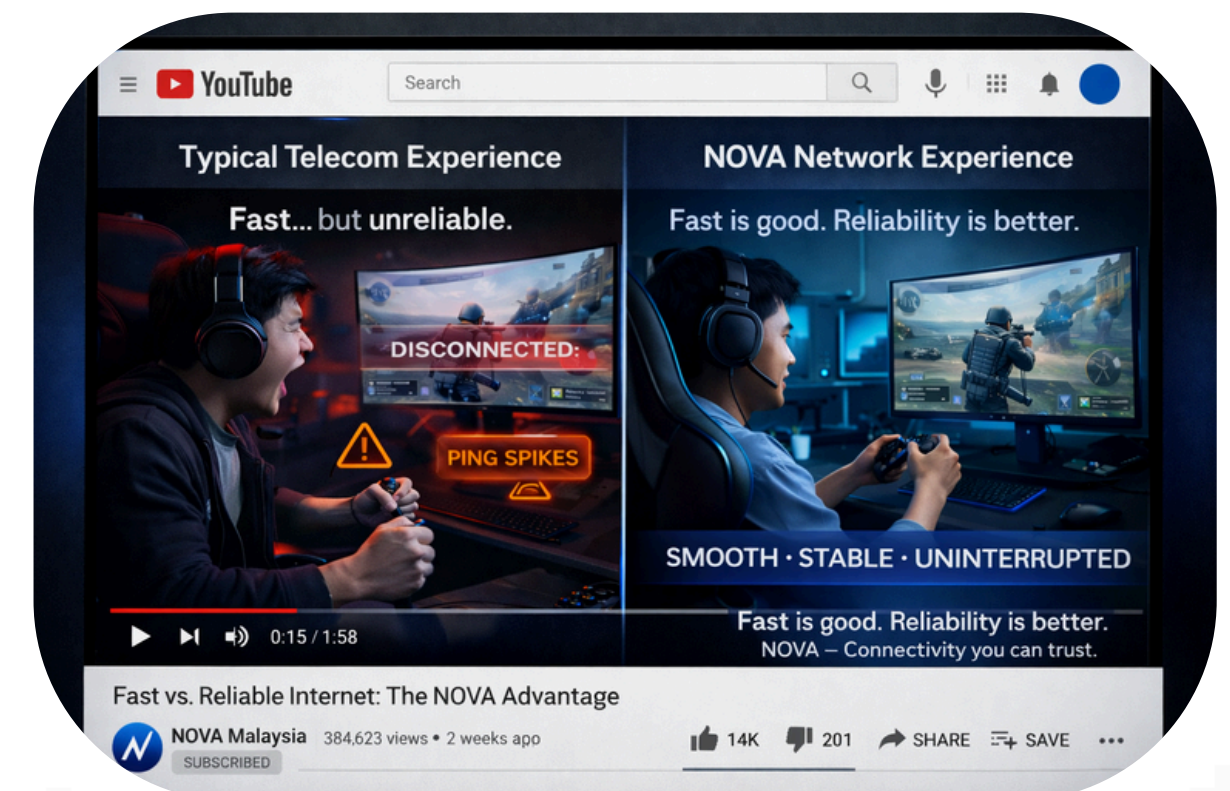 YouTube
Search
Typical Telecom Experience
NOVA Network Experience
Fast... but unreliable.
Fast is good. Reliability is better.
DISCONNECTED:
PING SPIKES
SMOOTH · STABLE · UNINTERRUPTED
0:15 / 1:58
Fast is good. Reliability is better.
NOVA – Connectivity you can trust.
Fast vs. Reliable Internet: The NOVA Advantage
NOVA Malaysia 384,623 views • 2 weeks apo
14K 201 SHARE SAVE
SUBSCRIBED